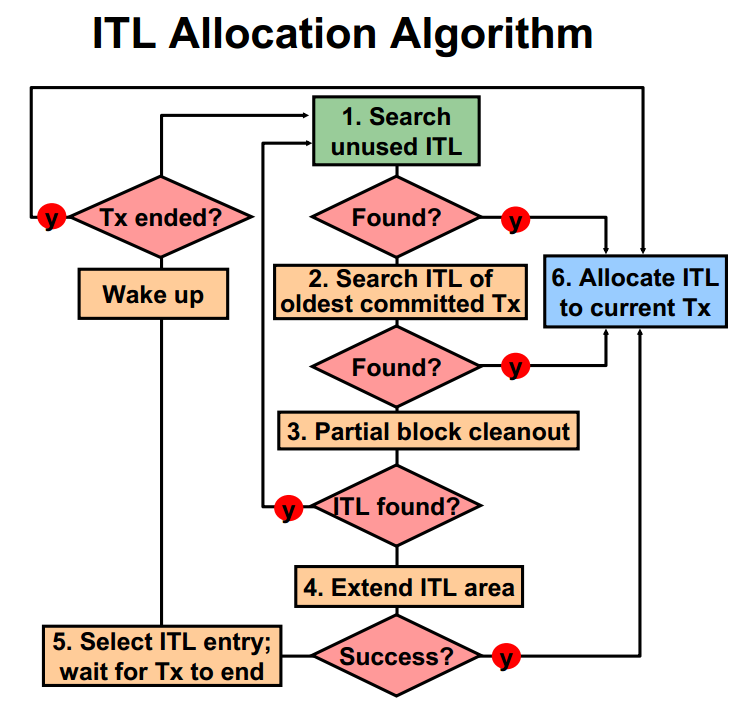 ITL Allocation Algorithm
1. Search
unused ITL
y
Tx ended?
Found?
y
Wake up
2. Search ITL of
oldest committed Tx
6. Allocate ITL
to current Tx
Found?
y
3. Partial block cleanout
y
ITL found?
4. Extend ITL area
5. Select ITL entry;
wait for Tx to end
Success?
y